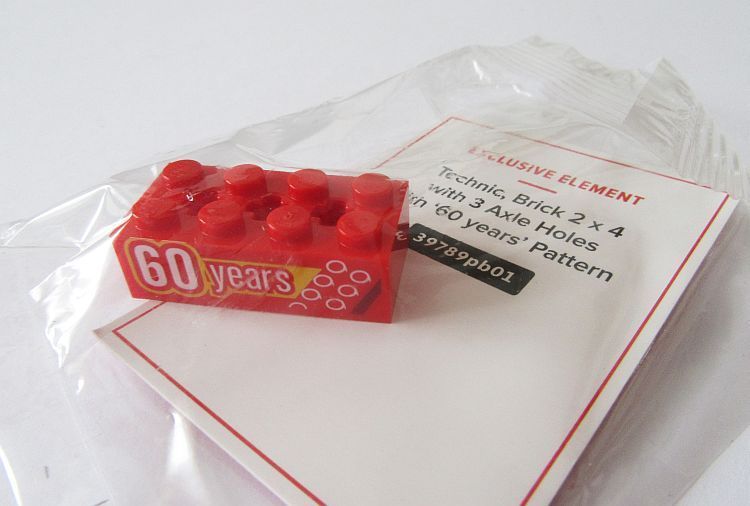 60 years
EXCLUSIVE ELEMENT
Technic, Brick 2 x 4
with 3 Axle Holes
'60 years' Pattern
39789pb01